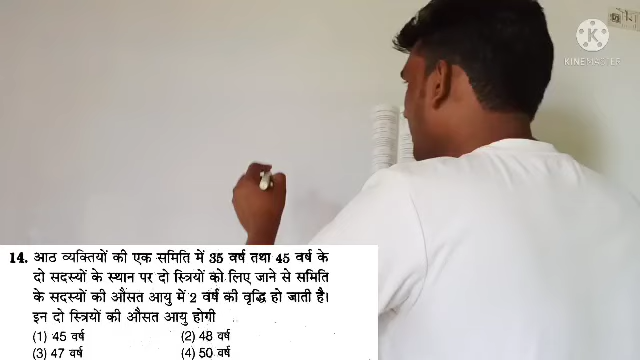 KINEMASTER
14. आठ व्यक्तियों की एक समिति में 35 वर्ष तथा 45 वर्ष के
दो सदस्यों के स्थान पर दो स्त्रियों को लिए जाने से समिति
के सदस्यों की औसत आयु में 2 वर्ष की वृद्धि हो जाती है।
इन दो स्त्रियों की औसत आयु होगी
(1) 45 वर्ष (2) 48 वर्ष
(3) 47 वर्ष (4) 50 वर्ष